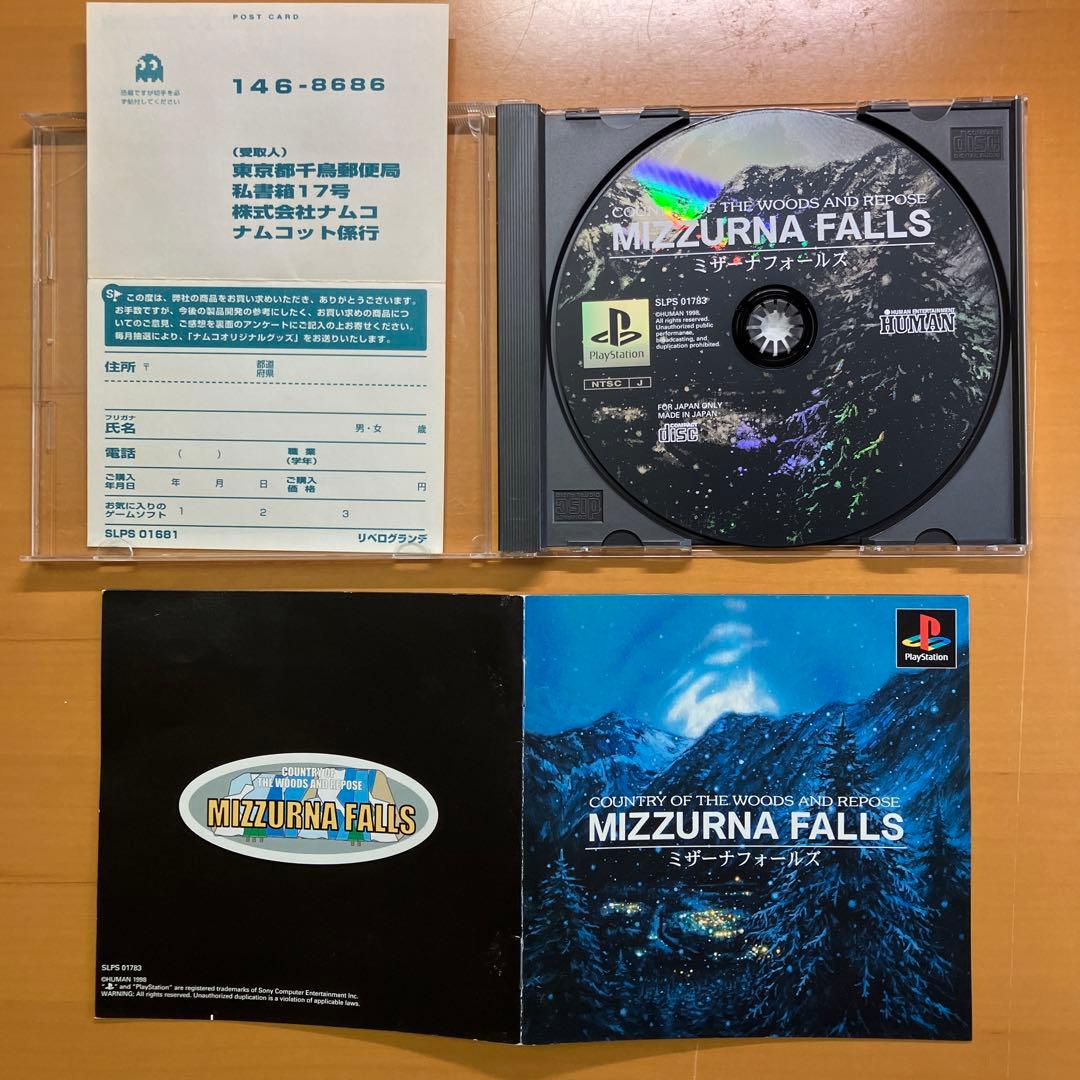 POST CARD
恐縮ですが切手を必
ず貼付してください
146-8686
(受取人)
東京都千鳥郵便局
私書箱17号
株式会社ナムコ
ナムコット係行
この度は、弊社の商品をお買い求めいただき、ありがとうございます。
お手数ですが、今後の製品開発の参考にしたく、お買い求めの商品につ
いてのご意見、ご感想を裏面のアンケートにご記入の上お寄せください。
毎月抽選により、「ナムコオリジナルグッズ」をお送りいたします。
住所 〒 都道
府県
フリガナ
氏名 男・女 歳
電話 ( ) 職業
(学年)
ご購入
年月日 年 月 日 ご購入
価格 円
お気に入りの
ゲームソフト 1 2 3
SLPS 01681 リベログランデ
COMPACT
disc
COUNTRY OF THE WOODS AND REPOSE
MIZZURNA FALLS
ミザーナフォールズ
SLPS 01783
©HUMAN 1998,
All rights reserved.
Unauthorized public
performance,
broadcasting, and
duplication prohibited.
PlayStation
NTSC J
HUMAN ENTERTAINMENT
HUMAN
FOR JAPAN ONLY
MADE IN JAPAN
COMPACT
disc
COUNTRY OF
THE WOODS AND REPOSE
MIZZURNA FALLS
SLPS 01783
©HUMAN 1998
" " and "PlayStation" are registered trademarks of Sony Computer Entertainment Inc.
WARNING: All rights reserved. Unauthorized duplication is a violation of applicable laws.
PlayStation
COUNTRY OF THE WOODS AND REPOSE
MIZZURNA FALLS
ミザーナフォールズ